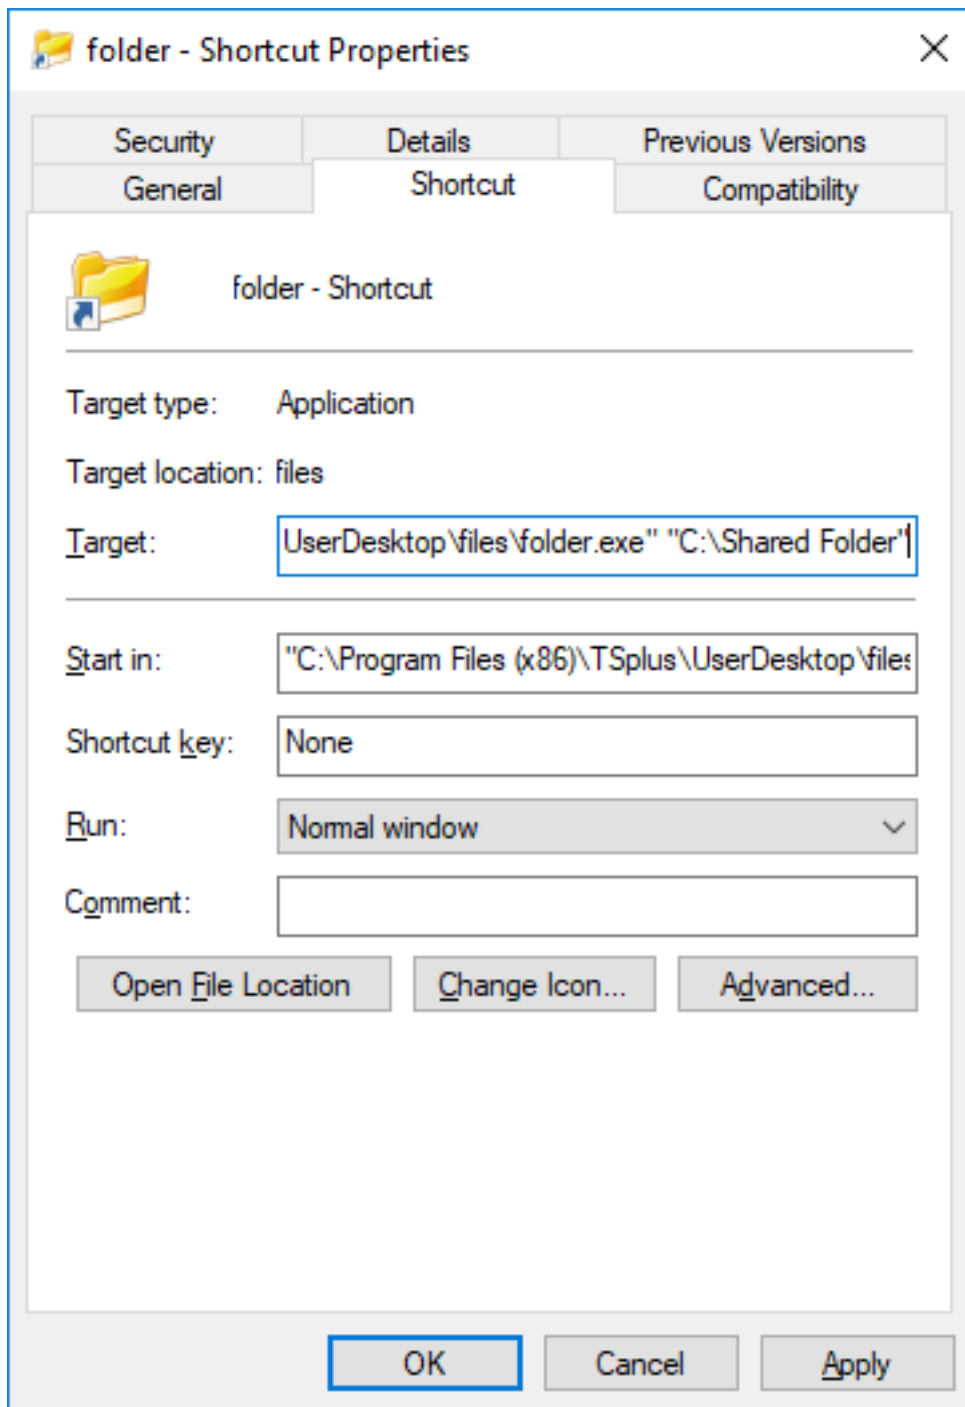 folder - Shortcut Properties
Security Details Previous Versions
General Shortcut Compatibility
folder - Shortcut
Target type: Application
Target location: files
Target: UserDesktop\files\folder.exe" "C:\Shared Folder"
Start in: "C:\Program Files (x86)\TSplus\UserDesktop\files
Shortcut key: None
Run: Normal window
Comment:
Open File Location Change Icon... Advanced...
OK Cancel Apply